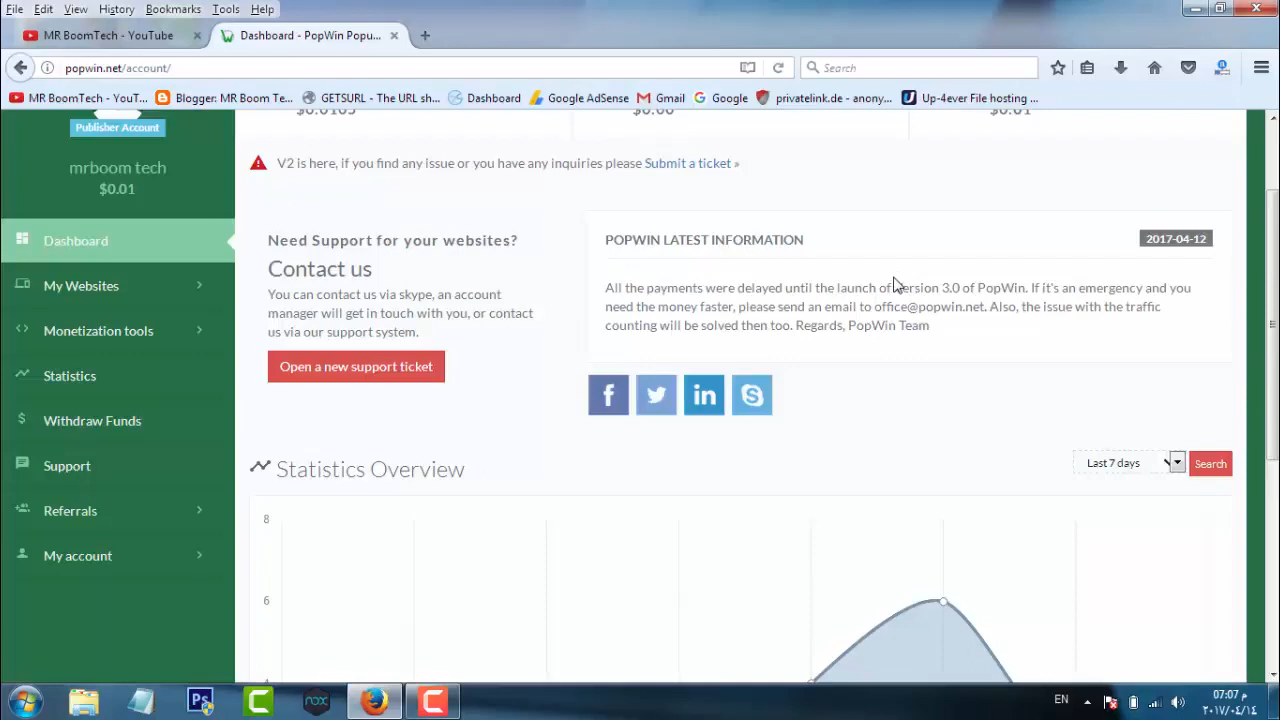 File Edit View History Bookmarks Tools Help
MR BoomTech - YouTube
Dashboard - PopWin Popu...
popwin.net/account/
Search
MR BoomTech - YouT...
Blogger: MR Boom Te...
GETSURL - The URL sh...
Dashboard
Google AdSense
Gmail
Google
privatelink.de - anony...
Up-4ever File hosting ...
Publisher Account
mrboom tech
$0.01
Dashboard
My Websites
Monetization tools
Statistics
Withdraw Funds
Support
Referrals
My account
$0.01
V2 is here, if you find any issue or you have any inquiries please Submit a ticket »
Need Support for your websites?
Contact us
You can contact us via skype, an account
manager will get in touch with you, or contact
us via our support system.
Open a new support ticket
POPWIN LATEST INFORMATION
2017-04-12
All the payments were delayed until the launch of version 3.0 of PopWin. If it's an emergency and you
need the money faster, please send an email to office@popwin.net. Also, the issue with the traffic
counting will be solved then too. Regards, PopWin Team
Statistics Overview
Last 7 days
Search
8
6
EN
07:07 م
٢٠١٧/٠٤/١٤